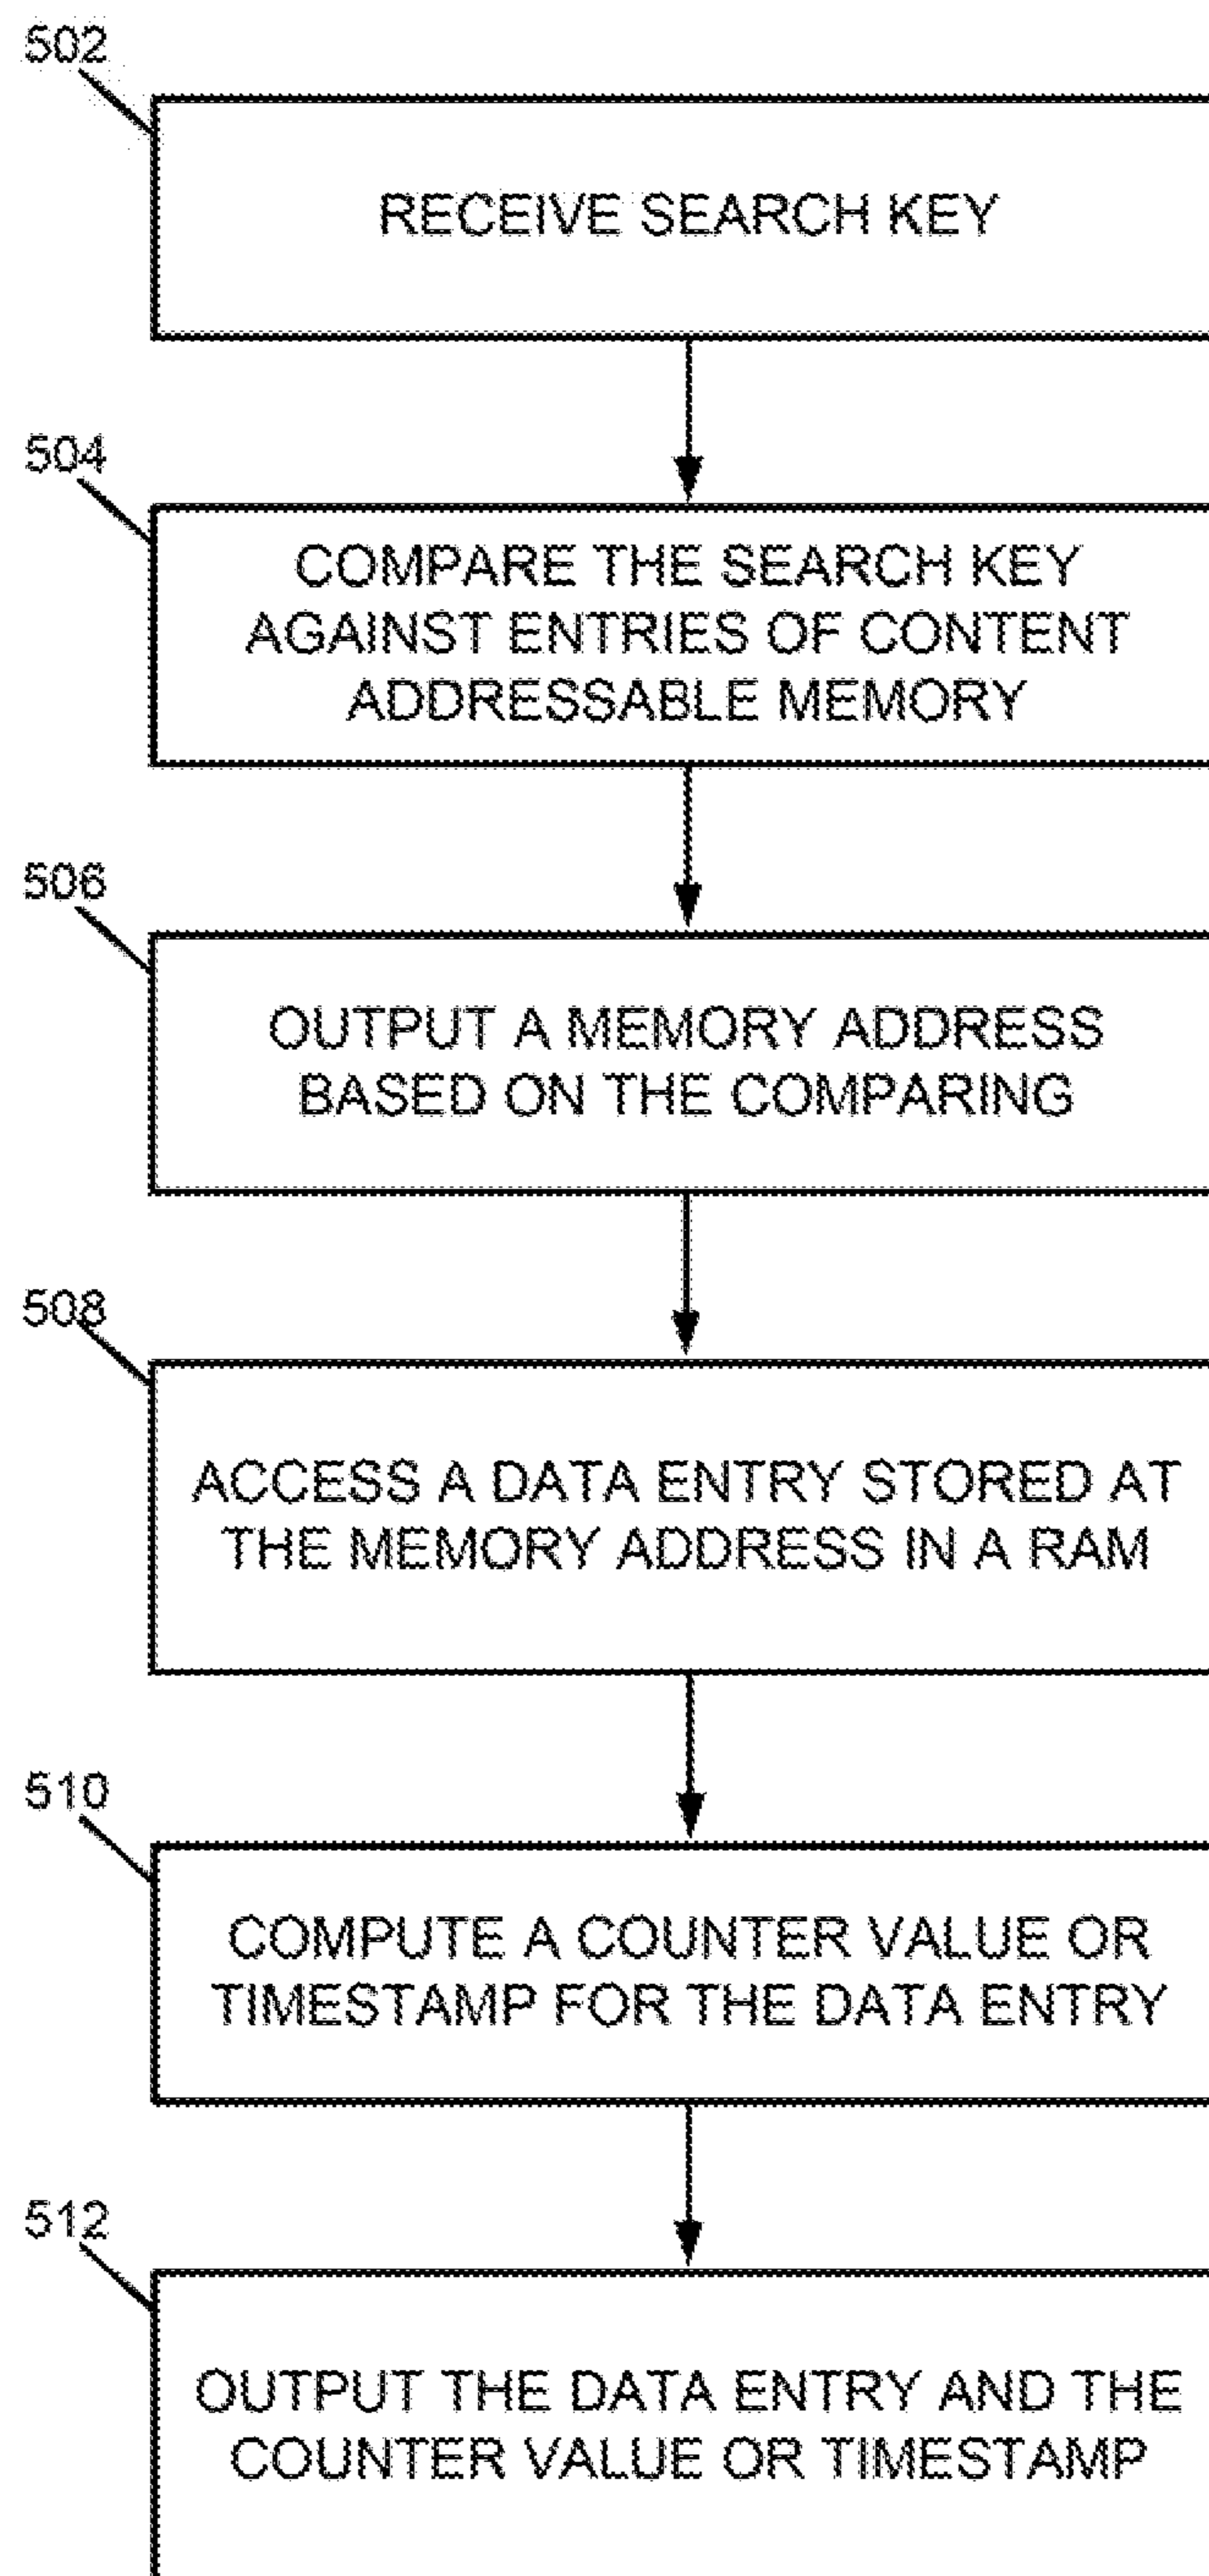 502
RECEIVE SEARCH KEY
504
COMPARE THE SEARCH KEY
AGAINST ENTRIES OF CONTENT
ADDRESSABLE MEMORY
506
OUTPUT A MEMORY ADDRESS
BASED ON THE COMPARING
508
ACCESS A DATA ENTRY STORED AT
THE MEMORY ADDRESS IN A RAM
510
COMPUTE A COUNTER VALUE OR
TIMESTAMP FOR THE DATA ENTRY
512
OUTPUT THE DATA ENTRY AND THE
COUNTER VALUE OR TIMESTAMP